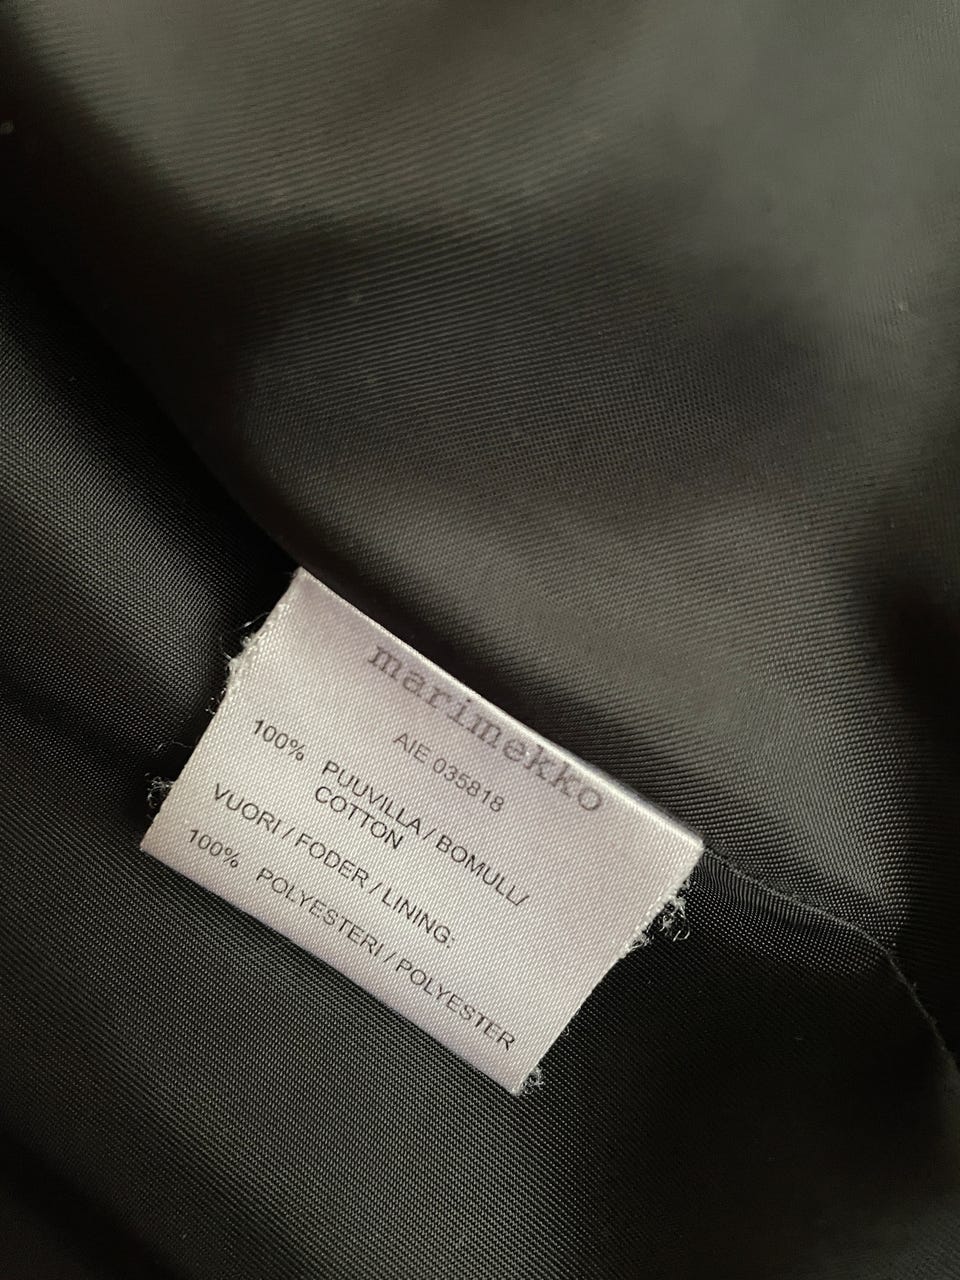 marimekko
AIE 035818
100% PUUVILLA / BOMULL/
COTTON
VUORI / FODER / LINING:
100% POLYESTERI / POLYESTER